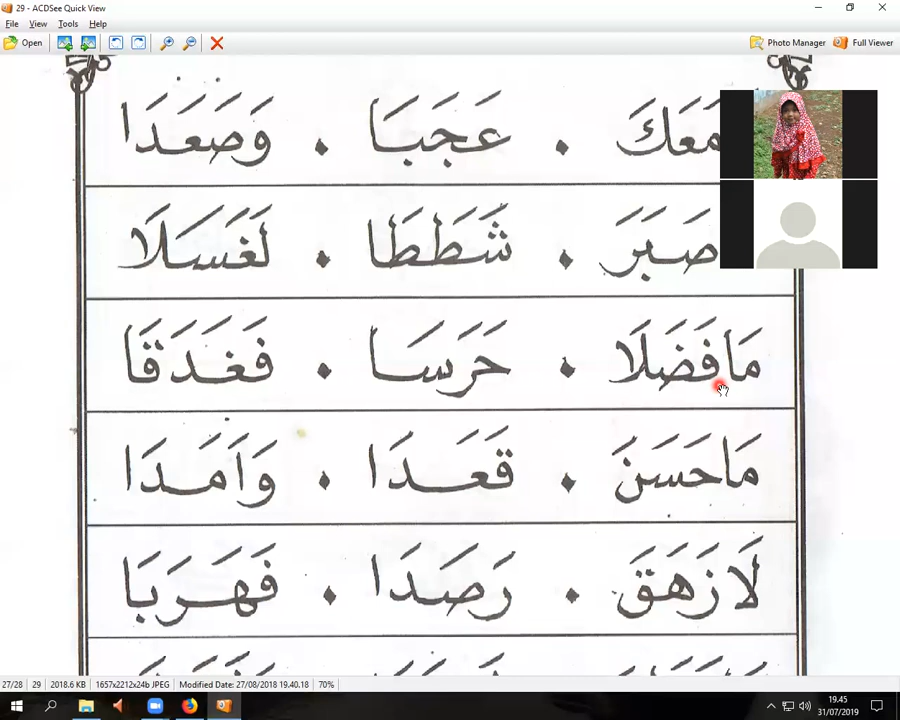 29 - ACDSee Quick View
File View Tools Help
Open Photo Manager Full Viewer
مَعَكَ . عَجَبَا . وَصَعَدَا
صَبَرَ . شَطَطَا . لَغَسَلَا
مَافَضَلَا . حَرَسَا . فَغَدَقَا
مَاحَسَنَ . قَعَدَا . وَاَمَدَا
لَازَهَقَ . رَصَدَا . فَهَرَبَا
27/28 29 2018.6 KB 1657x2212x24b JPEG Modified Date: 27/08/2018 19.40.18 70%
19.45
31/07/2019